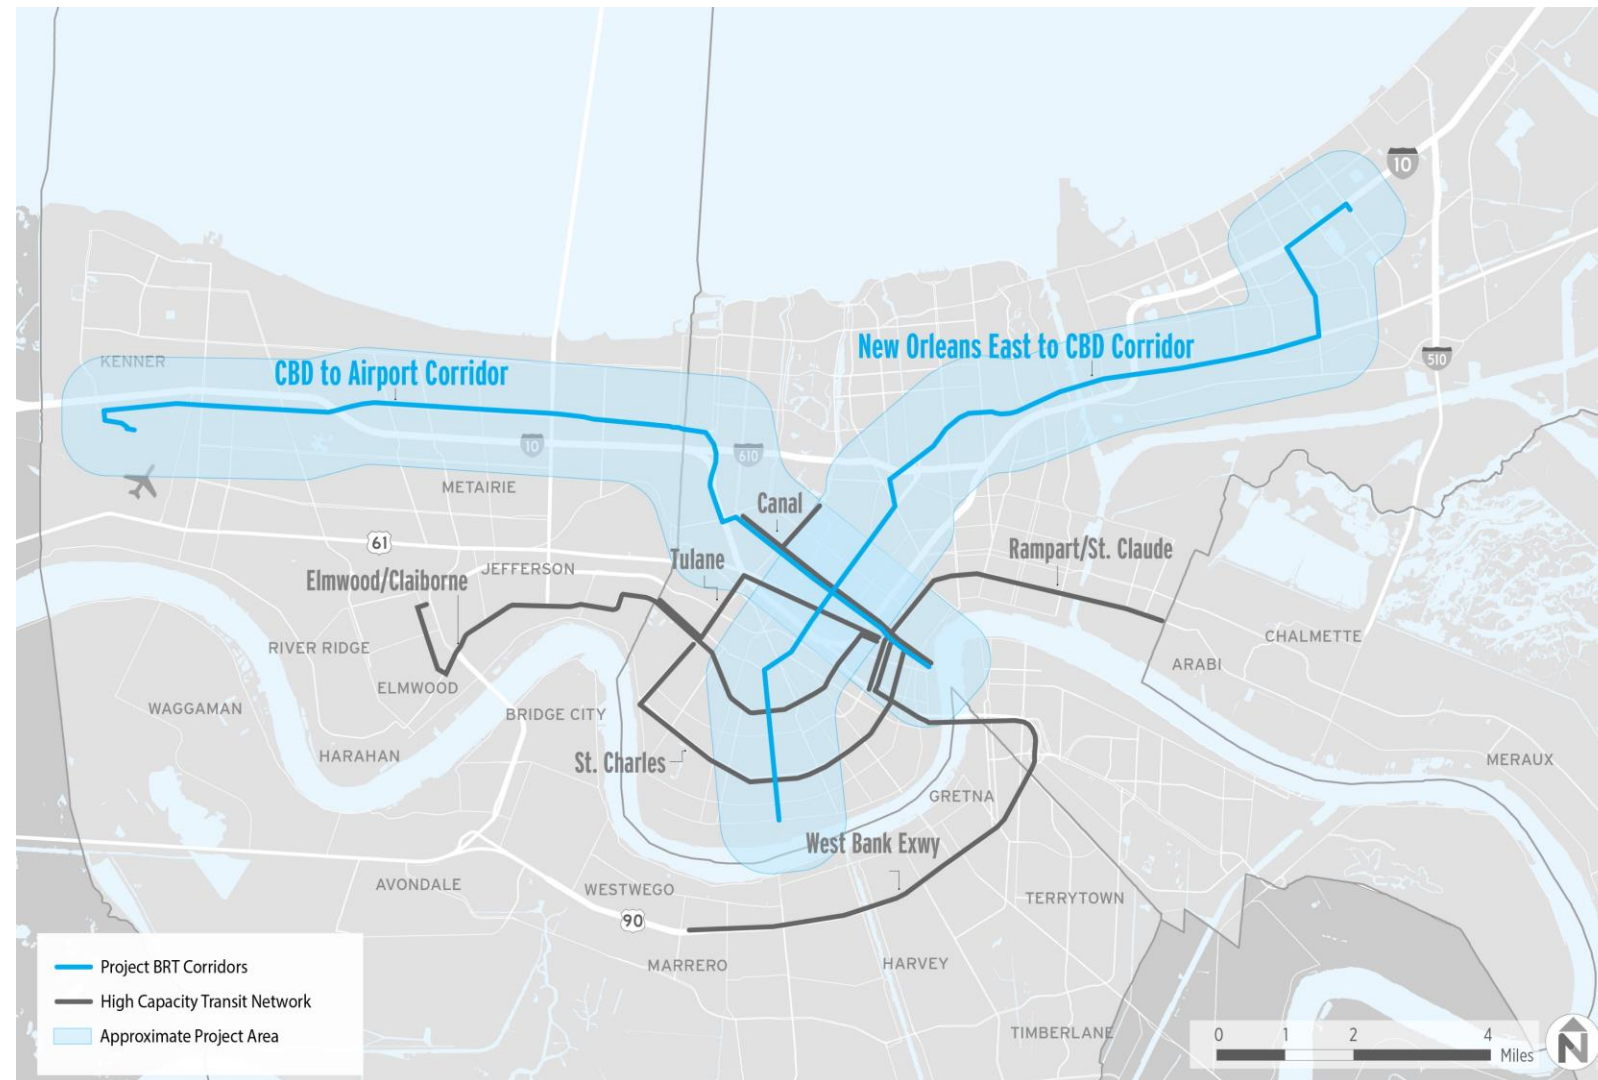 10
New Orleans East to CBD Corridor
KENNER
510
CBD to Airport Corridor
10
610
METAIRIE
Canal
61
Rampart/St. Claude
Tulane
JEFFERSON
Elmwood/Claiborne
CHALMETTE
RIVER RIDGE
ARABI
ELMWOOD
WAGGAMAN
BRIDGE CITY
HARAHAN
St. Charles
MERAUX
GRETNA
West Bank Exwy
AVONDALE
WESTWEGO
TERRYTOWN
90
MARRERO
HARVEY
Project BRT Corridors
High Capacity Transit Network
Approximate Project Area
TIMBERLANE
0 1 2 4
Miles
N